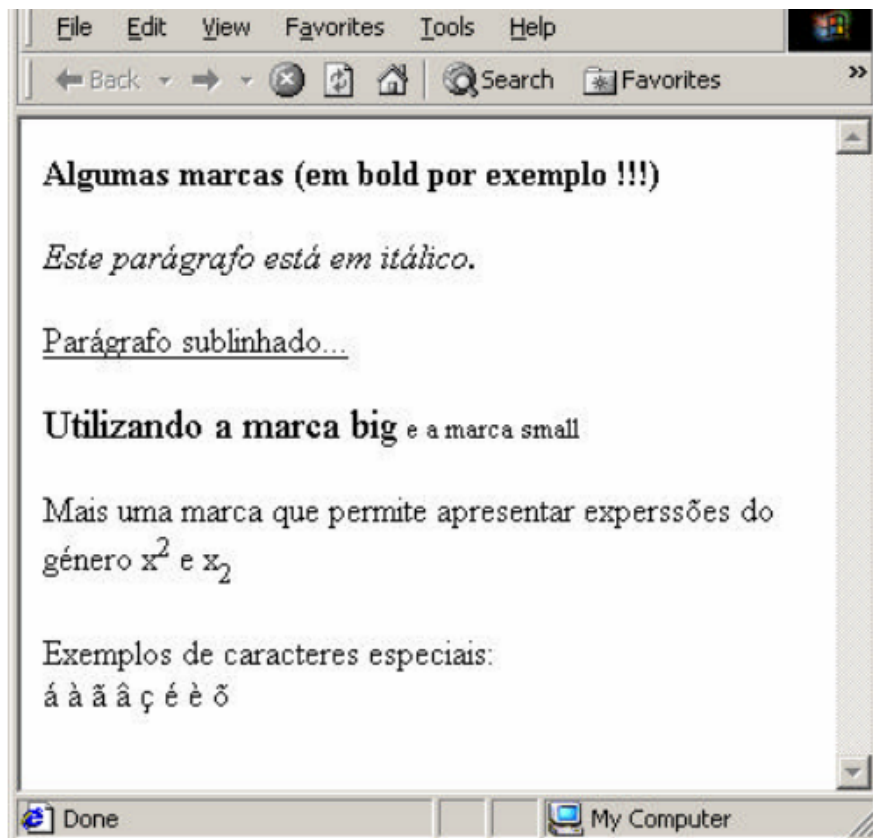 File Edit View Favorites Tools Help
Back Search Favorites »
Algumas marcas (em bold por exemplo !!!)
Este parágrafo está em itálico.
Parágrafo sublinhado...
Utilizando a marca big e a marca small
Mais uma marca que permite apresentar experssões do
género x² e x₂
Exemplos de caracteres especiais:
á à ã â ç é è õ
Done My Computer